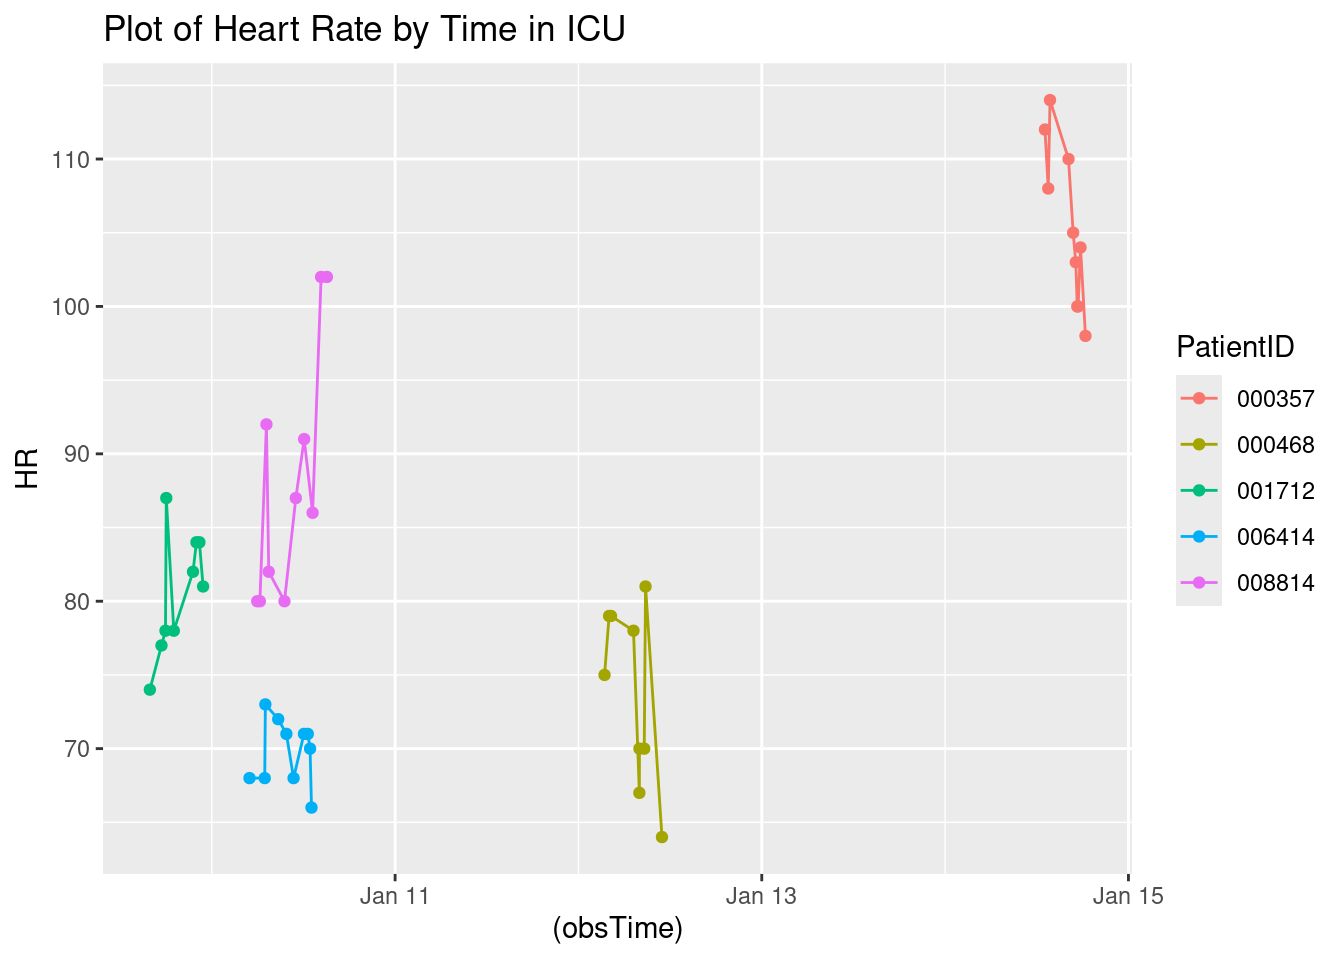 Plot of Heart Rate by Time in ICU
HR
110
100
90
80
70
Jan 11
Jan 13
Jan 15
(obsTime)
PatientID
000357
000468
001712
006414
008814